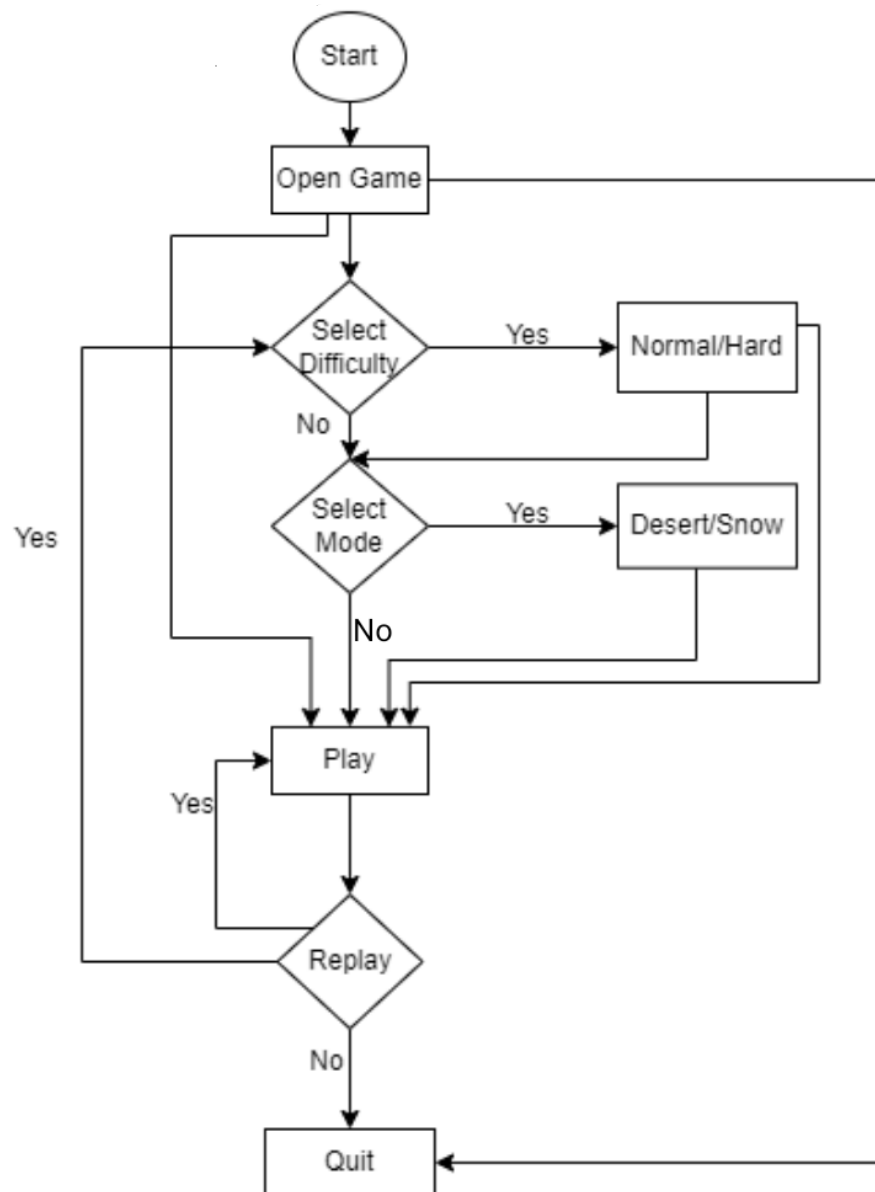 Start
Open Game
Select
Difficulty
Yes
Normal/Hard
No
Select
Mode
Yes
Desert/Snow
Yes
No
Play
Yes
Replay
No
Quit